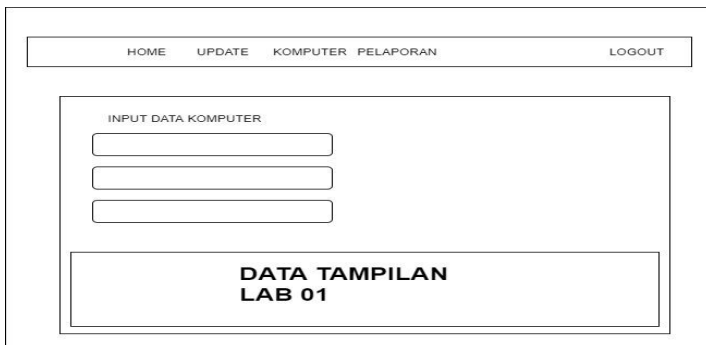 HOME UPDATE KOMPUTER PELAPORAN LOGOUT
INPUT DATA KOMPUTER
DATA TAMPILAN
LAB 01